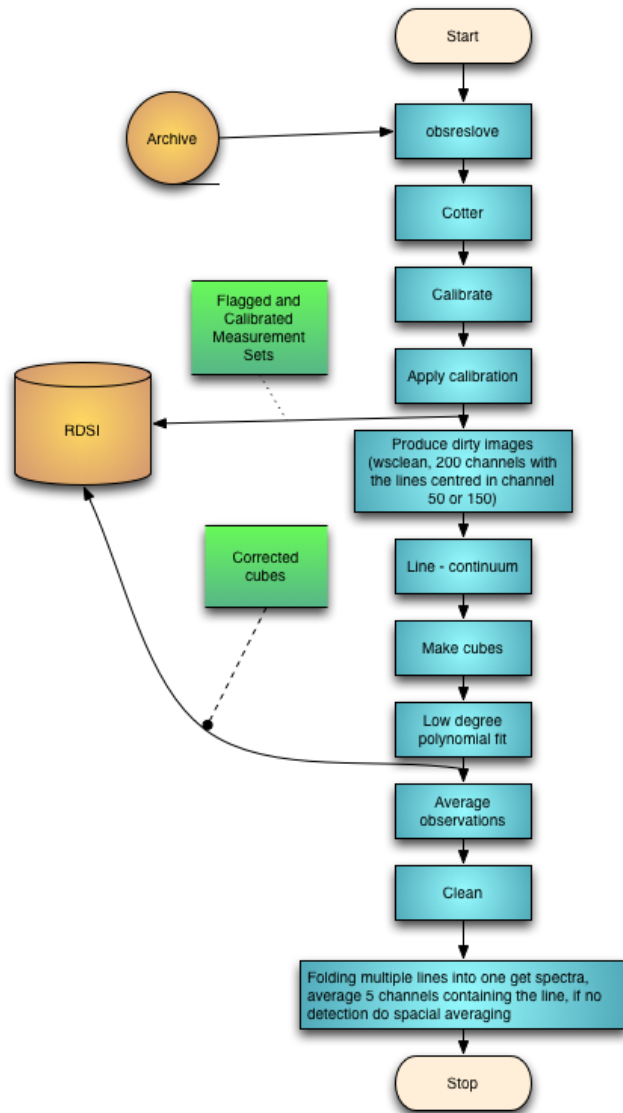 Start
Archive
obsreslove
Cotter
Flagged and
Calibrated
Measurement
Sets
Calibrate
Apply calibration
RDSI
Produce dirty images
(wsclean, 200 channels with
the lines centred in channel
50 or 150)
Corrected
cubes
Line - continuum
Make cubes
Low degree
polynomial fit
Average
observations
Clean
Folding multiple lines into one get spectra,
average 5 channels containing the line, if no
detection do spacial averaging
Stop